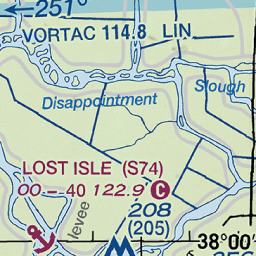 251°
VORTAC 114.8 LIN
Disappointment
Slough
LOST ISLE (S74)
00 - 40 122.9 C
levee
208
(205)
38°00'